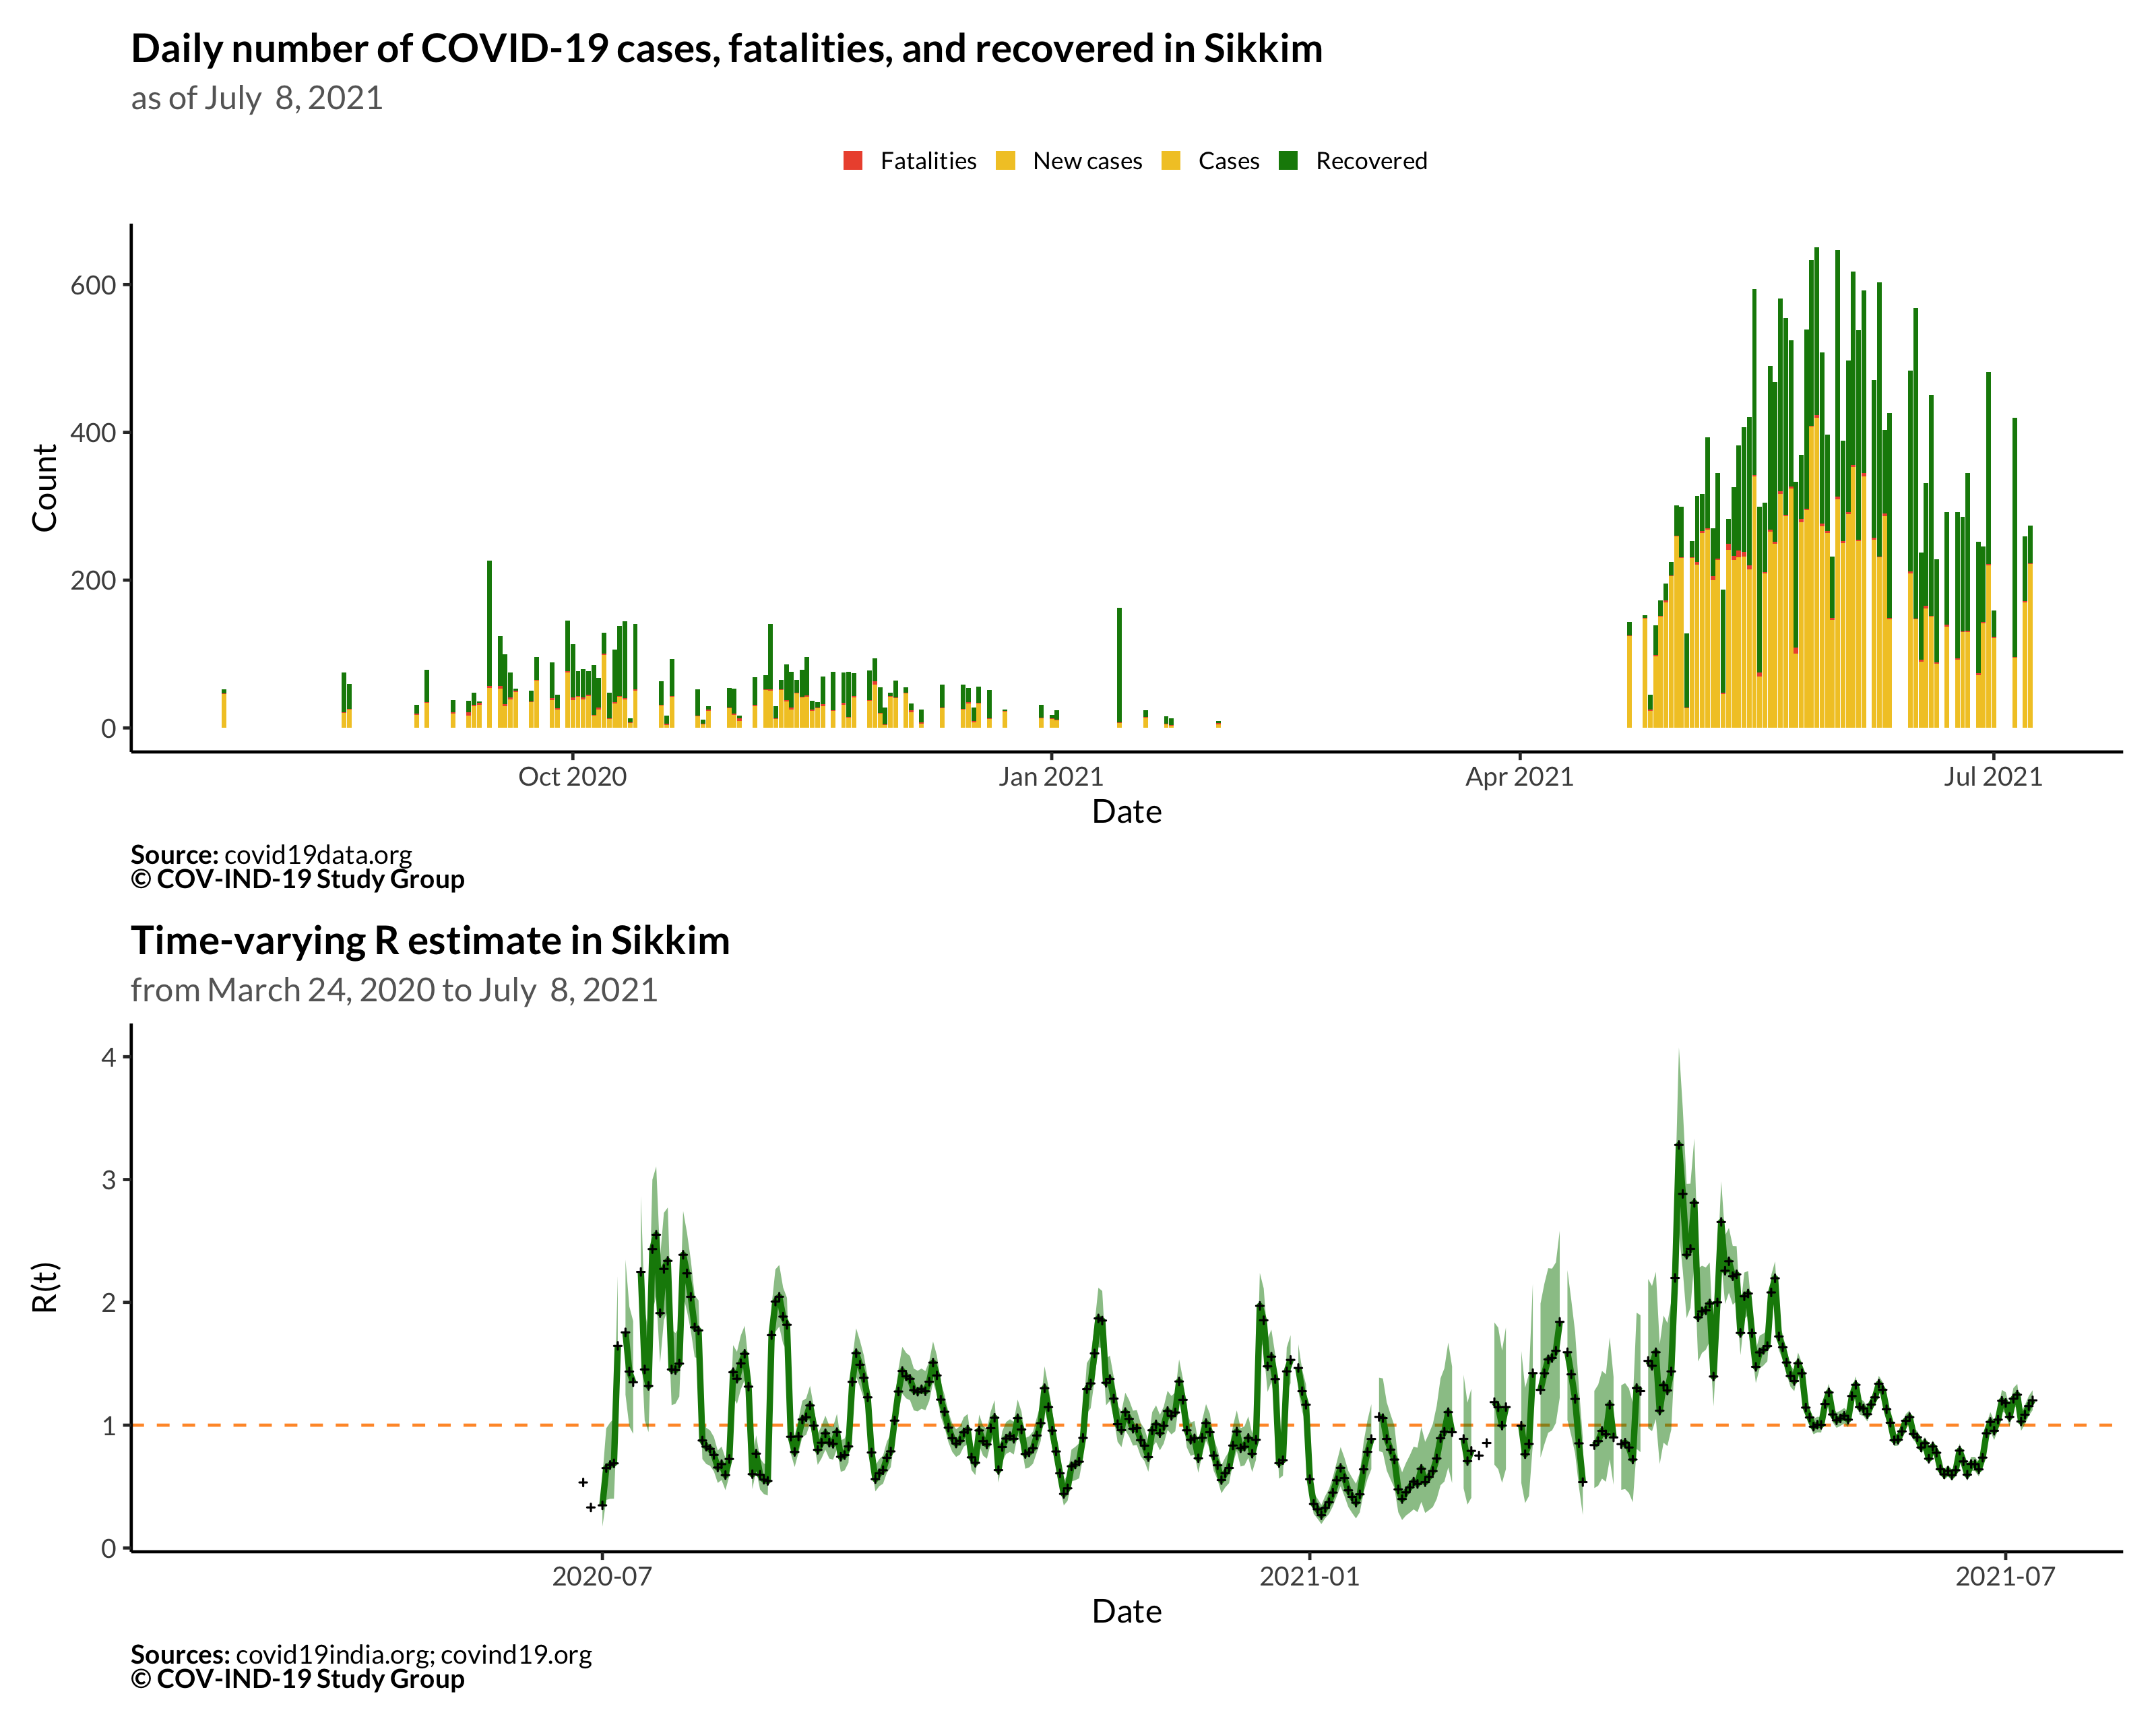 Daily number of COVID-19 cases, fatalities, and recovered in Sikkim
as of July  8, 2021
Fatalities New cases Cases Recovered
600
400
200
0
Count
Oct 2020 Jan 2021 Apr 2021 Jul 2021
Date
Source: covid19data.org
© COV-IND-19 Study Group
Time-varying R estimate in Sikkim
from March 24, 2020 to July  8, 2021
4
3
2
1
0
R(t)
2020-07 2021-01 2021-07
Date
Sources: covid19india.org; covind19.org
© COV-IND-19 Study Group